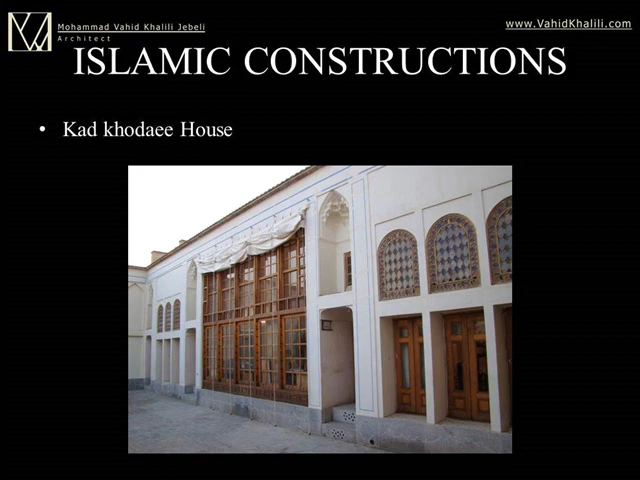 Mohammad Vahid Khalili Jebeli
Architect
www.VahidKhalili.com
ISLAMIC CONSTRUCTIONS
• Kad khodaee House